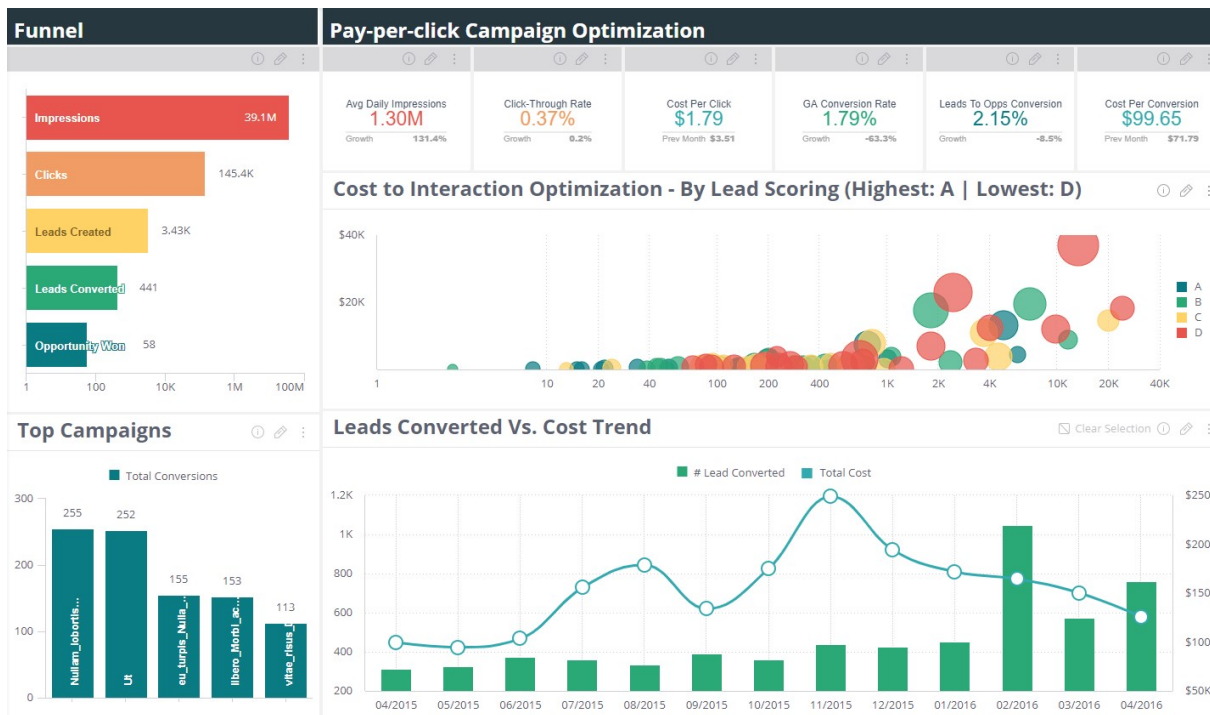 Funnel
Pay-per-click Campaign Optimization
Impressions 39.1M
Clicks 145.4K
Leads Created 3.43K
Leads Converted 441
Opportunity Won 58
1 100 10K 1M 100M
Avg Daily Impressions
1.30M
Growth 131.4%
Click-Through Rate
0.37%
Growth 0.2%
Cost Per Click
$1.79
Prev Month $3.51
GA Conversion Rate
1.79%
Growth -63.3%
Leads To Opps Conversion
2.15%
Growth -8.5%
Cost Per Conversion
$99.65
Prev Month $71.79
Cost to Interaction Optimization - By Lead Scoring (Highest: A | Lowest: D)
$40K
$20K
1 10 20 40 100 200 400 1K 2K 4K 10K 20K 40K
A
B
C
D
Top Campaigns
Total Conversions
300
200
100
0
255 252 155 153 113
Nullam_lobortis...
Ut
eu_turpis_Nulla_...
libero_Morbi_ac...
vitae_risus_
Leads Converted Vs. Cost Trend
Clear Selection
# Lead Converted Total Cost
1.2K
1K
800
600
400
200
$250
$200
$150
$100
$50K
04/2015 05/2015 06/2015 07/2015 08/2015 09/2015 10/2015 11/2015 12/2015 01/2016 02/2016 03/2016 04/2016